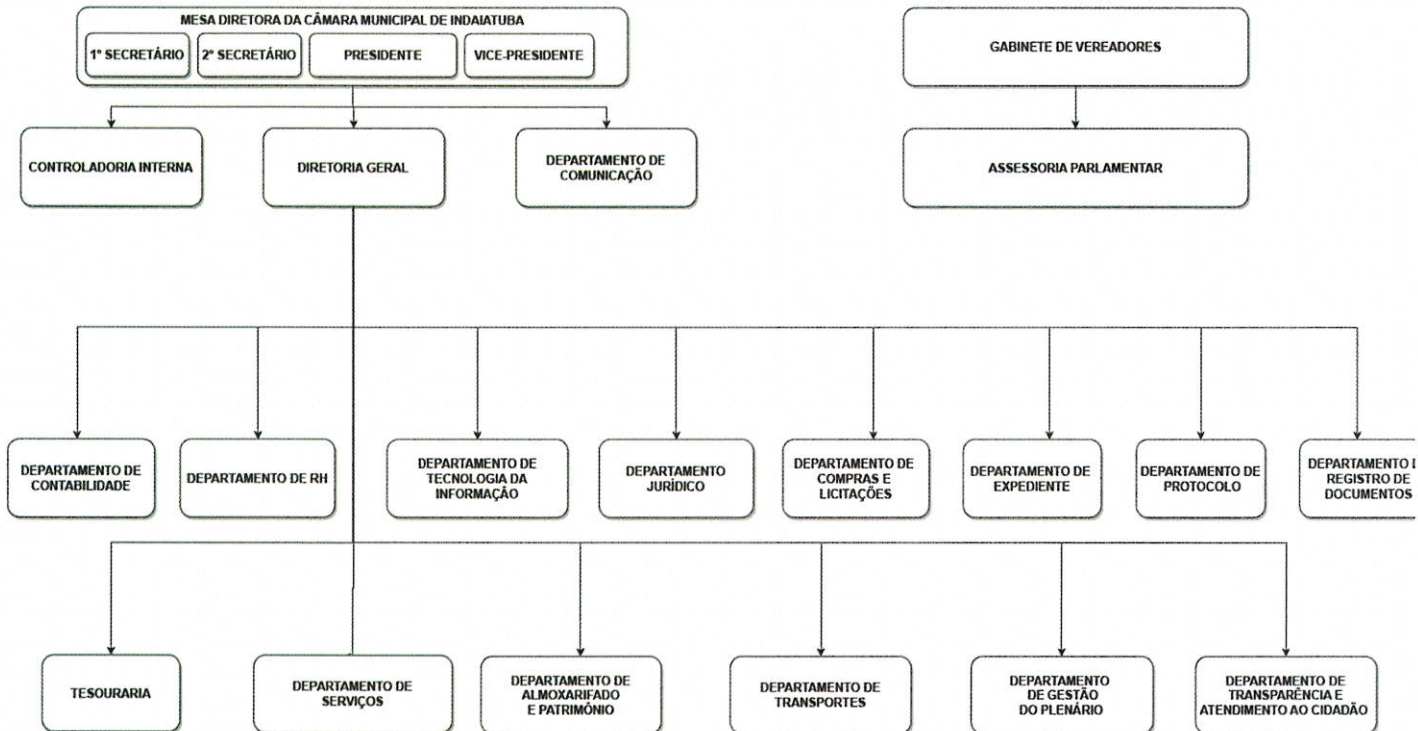 MESA DIRETORA DA CÂMARA MUNICIPAL DE INDAIATUBA
1º SECRETÁRIO
2º SECRETÁRIO
PRESIDENTE
VICE-PRESIDENTE
GABINETE DE VEREADORES
CONTROLADORIA INTERNA
DIRETORIA GERAL
DEPARTAMENTO DE
COMUNICAÇÃO
ASSESSORIA PARLAMENTAR
DEPARTAMENTO DE
CONTABILIDADE
DEPARTAMENTO DE RH
DEPARTAMENTO DE
TECNOLOGIA DA
INFORMAÇÃO
DEPARTAMENTO
JURÍDICO
DEPARTAMENTO DE
COMPRAS E
LICITAÇÕES
DEPARTAMENTO DE
EXPEDIENTE
DEPARTAMENTO DE
PROTOCOLO
DEPARTAMENTO
REGISTRO DE
DOCUMENTOS
TESOURARIA
DEPARTAMENTO DE
SERVIÇOS
DEPARTAMENTO DE
ALMOXARIFADO
E PATRIMÔNIO
DEPARTAMENTO DE
TRANSPORTES
DEPARTAMENTO
DE GESTÃO
DO PLENÁRIO
DEPARTAMENTO DE
TRANSPARÊNCIA E
ATENDIMENTO AO CIDADÃO